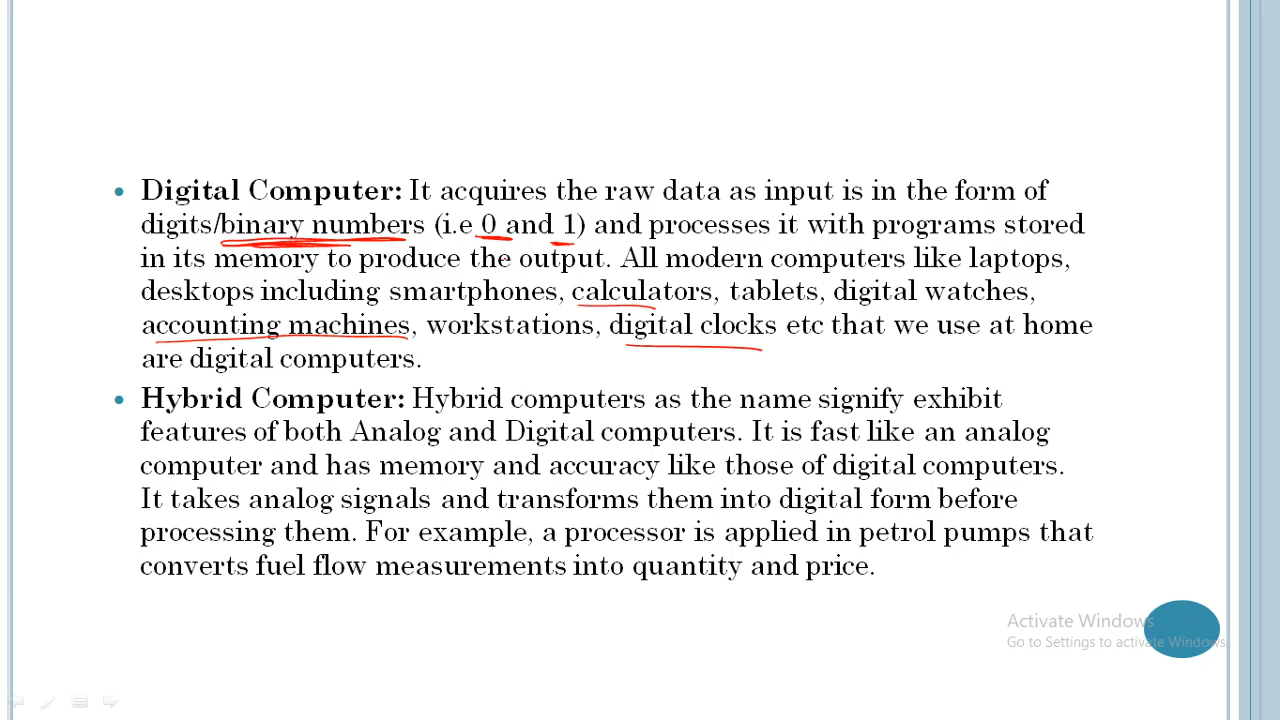 • Digital Computer: It acquires the raw data as input is in the form of
digits/binary numbers (i.e 0 and 1) and processes it with programs stored
in its memory to produce the output. All modern computers like laptops,
desktops including smartphones, calculators, tablets, digital watches,
accounting machines, workstations, digital clocks etc that we use at home
are digital computers.
• Hybrid Computer: Hybrid computers as the name signify exhibit
features of both Analog and Digital computers. It is fast like an analog
computer and has memory and accuracy like those of digital computers.
It takes analog signals and transforms them into digital form before
processing them. For example, a processor is applied in petrol pumps that
converts fuel flow measurements into quantity and price.
Activate Windows
Go to Settings to activate Windows.